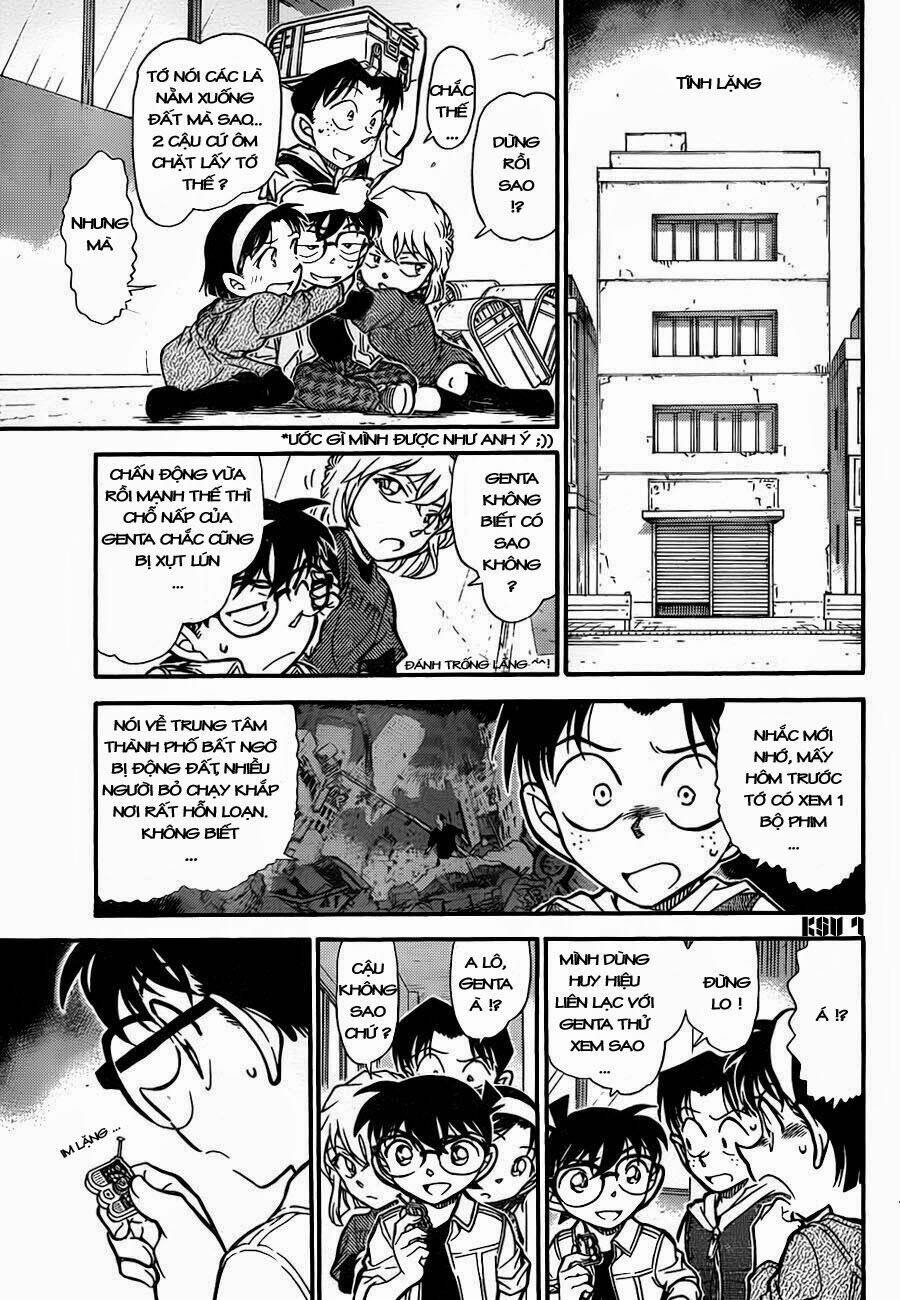 TĨNH LẶNG
DỪNG
RỒI
SAO
!?
CHẮC
THẾ
...
TỚ NÓI CÁC LÀ
NẰM XUỐNG
ĐẤT MÀ SAO...
2 CẬU CỨ ÔM
CHẶT LẤY TỚ
THẾ ?
NHƯNG
MÀ
*ƯỚC GÌ MÌNH ĐƯỢC NHƯ ANH Ý ;))
GENTA
KHÔNG
BIẾT CÓ
SAO
KHÔNG
?
CHẤN ĐỘNG VỪA
RỒI MẠNH THẾ THÌ
CHỖ NẤP CỦA
GENTA CHẮC CŨNG
BỊ XỤT LÚN
...
ĐÁNH TRỐNG LẢNG ^^!
NHẮC MỚI
NHỚ, MẤY
HÔM TRƯỚC
TỚ CÓ XEM 1
BỘ PHIM
...
NÓI VỀ TRUNG TÂM
THÀNH PHỐ BẤT NGỜ
BỊ ĐỘNG ĐẤT, NHIỀU
NGƯỜI BỎ CHẠY KHẮP
NƠI RẤT HỖN LOẠN.
KHÔNG BIẾT
...
KSV 7
Á !?
ĐỪNG
LO !
MÌNH DÙNG
HUY HIỆU
LIÊN LẠC VỚI
GENTA THỬ
XEM SAO
...
A LÔ,
GENTA
À !?
CẬU
KHÔNG
SAO
CHỨ ?
IM LẶNG ...